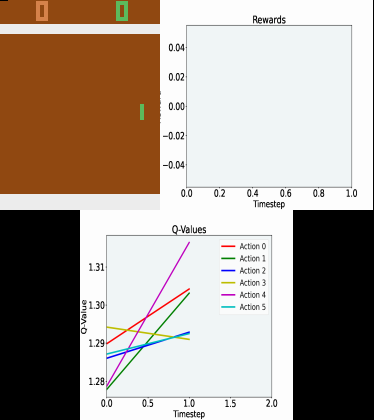 0 0
Rewards
0.04
0.02
0.00
−0.02
−0.04
0.0 0.2 0.4 0.6 0.8 1.0
Timestep
Q-Values
Action 0
Action 1
Action 2
Action 3
Action 4
Action 5
Q-Value
1.31
1.30
1.29
1.28
0.0 0.5 1.0 1.5 2.0
Timestep